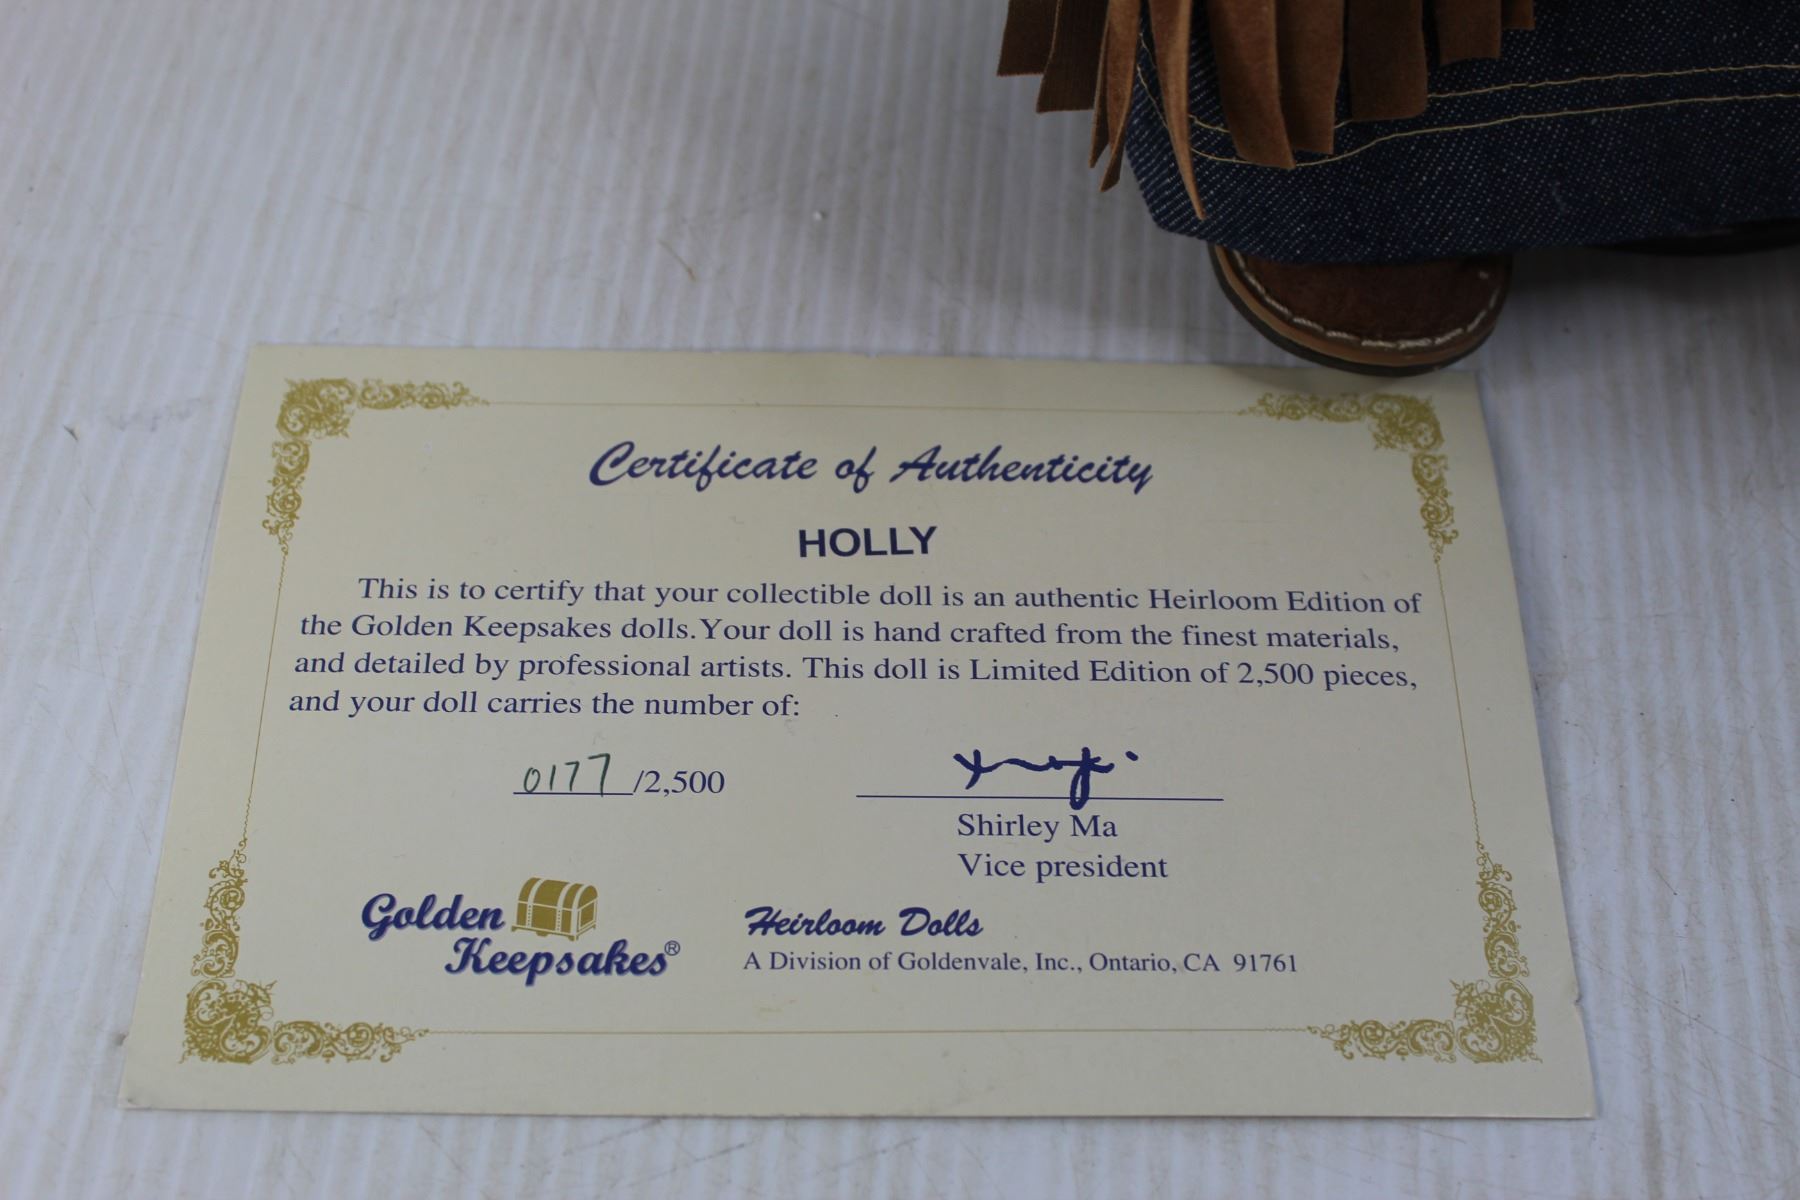 Certificate of Authenticity
HOLLY
This is to certify that your collectible doll is an authentic Heirloom Edition of
the Golden Keepsakes dolls.Your doll is hand crafted from the finest materials,
and detailed by professional artists. This doll is Limited Edition of 2,500 pieces,
and your doll carries the number of:
0177/2,500
Shirley Ma
Vice president
Golden
Keepsakes®
Heirloom Dolls
A Division of Goldenvale, Inc., Ontario, CA 91761